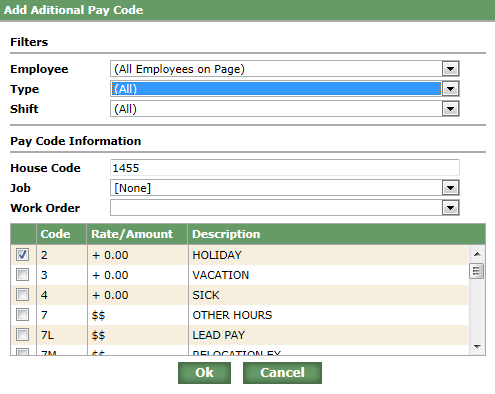 Add Aditional Pay Code
Filters
Employee (All Employees on Page)
Type (All)
Shift (All)
Pay Code Information
House Code 1455
Job [None]
Work Order
Code Rate/Amount Description
2 + 0.00 HOLIDAY
3 + 0.00 VACATION
4 + 0.00 SICK
7 $$ OTHER HOURS
7L $$ LEAD PAY
7M $$ RELOCATION EX
Ok Cancel